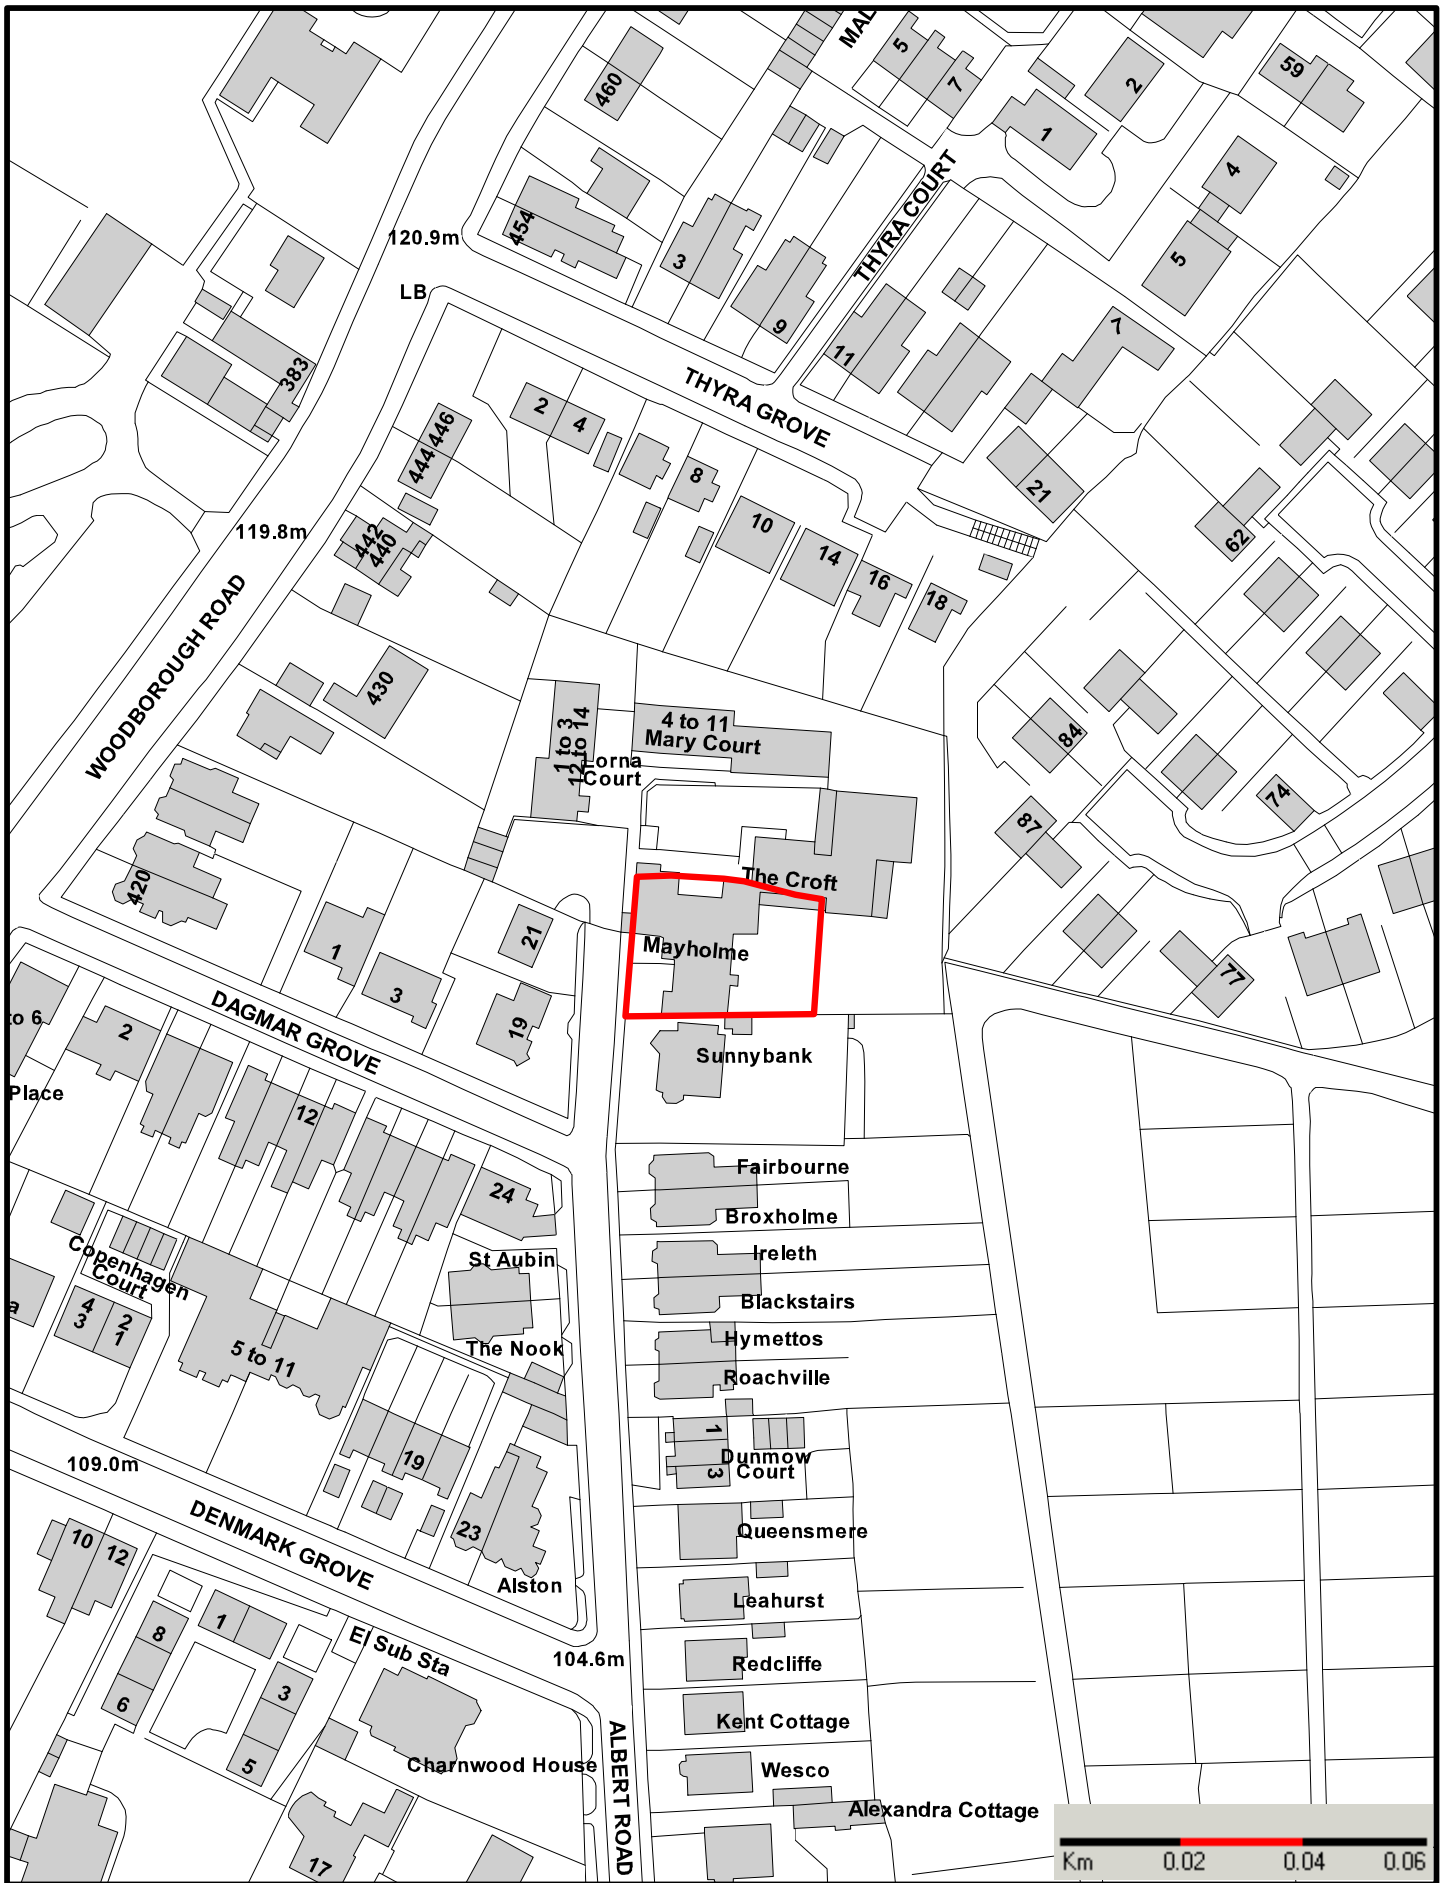 MAL
5
7
2
59
460
1
4
454
120.9m
3
THYRA COURT
5
LB
9
11
7
383
THYRA GROVE
2
4
444 446
8
21
10
119.8m
442
440
14
62
16
18
WOODBOROUGH ROAD
430
1 to 3
12 to 14
Lorna
Court
4 to 11
Mary Court
84
74
87
420
The Croft
21
1
Mayholme
3
77
DAGMAR GROVE
19
to 6
2
Sunnybank
Place
12
Fairbourne
24
Broxholme
Copenhagen
Court
St Aubin
Ireleth
a
4
3
2
1
Blackstairs
5 to 11
The Nook
Hymettos
Roachville
1
109.0m
19
Dunmow
Court
3
DENMARK GROVE
23
Queensmere
10
12
Alston
Leahurst
1
8
El Sub Sta
104.6m
Redcliffe
3
6
Kent Cottage
5
Charnwood House
ALBERT ROAD
Wesco
Alexandra Cottage
17
Km 0.02 0.04 0.06